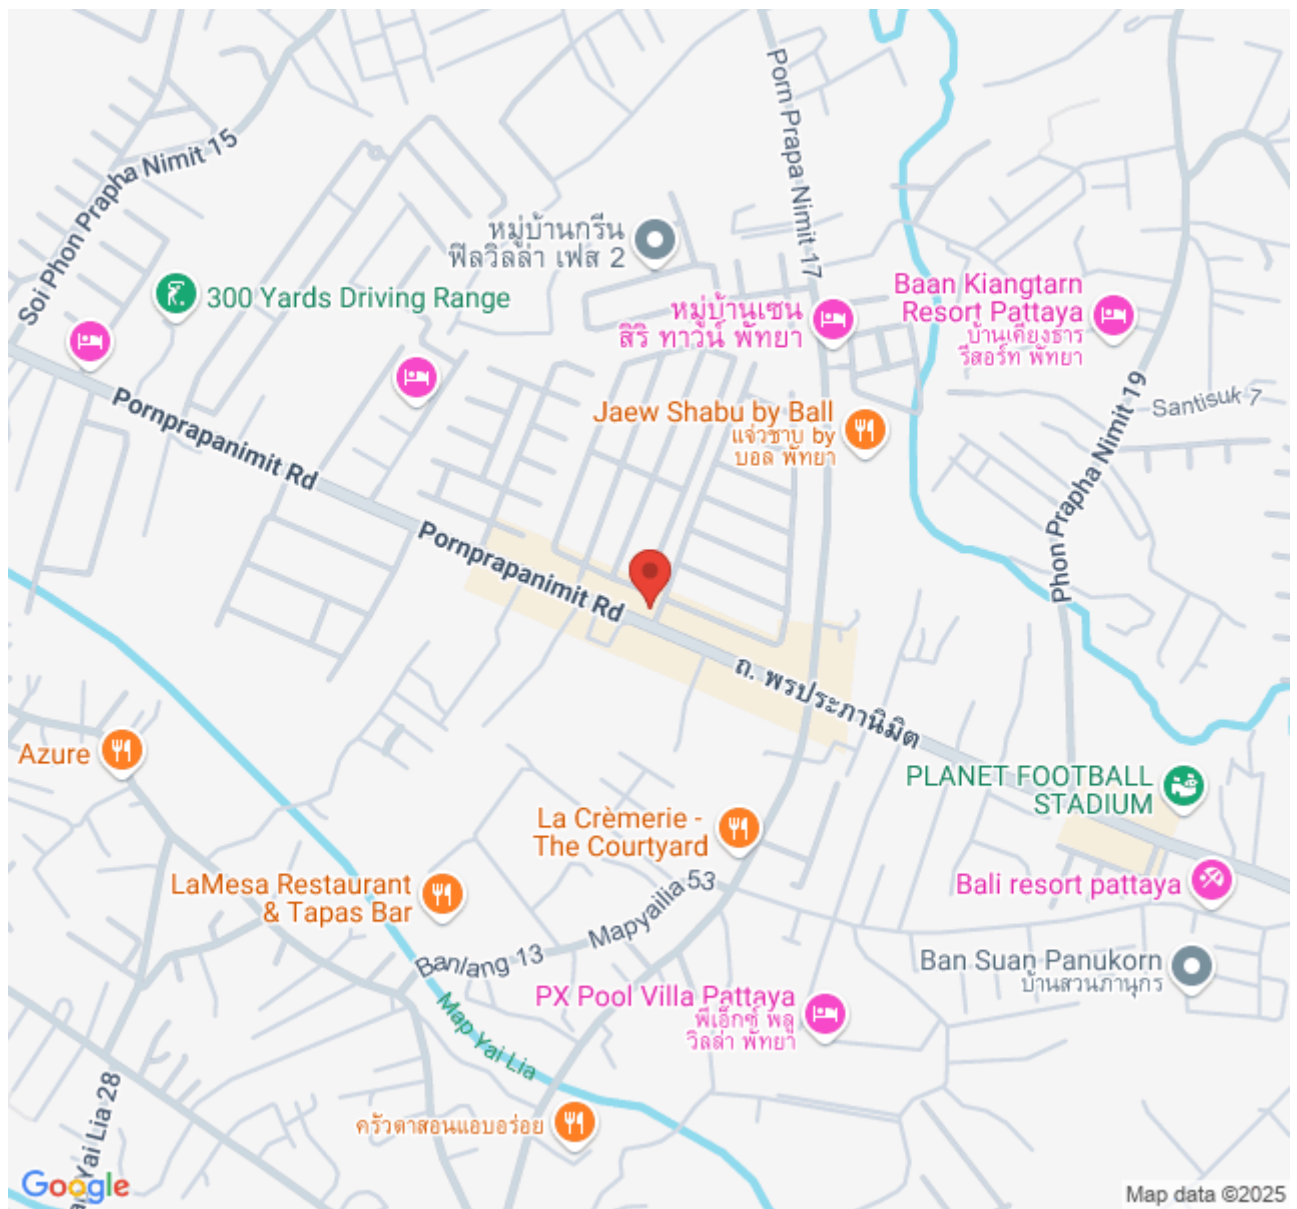 Porn Prapa Nimit 17
Soi Phon Prapha Nimit 15
หมู่บ้านกรีน
ฟิลวิลล่า เฟส 2
300 Yards Driving Range
หมู่บ้านเซน
สิริ ทาวน์ พัทยา
Baan Kiangtarn
Resort Pattaya
บ้านเคียงธาร
รีสอร์ท พัทยา
Pornprapanimit Rd
Jaew Shabu by Ball
แจ่วชาบู by
บอล พัทยา
Santisuk 7
Phon Prapha Nimit 19
Pornprapanimit Rd
ถ. พรประภานิมิต
Azure
PLANET FOOTBALL
STADIUM
La Crèmerie -
The Courtyard
LaMesa Restaurant
& Tapas Bar
Mapyailia 53
Bali resort pattaya
Banlang 13
Ban Suan Panukorn
บ้านสวนภานุกร
PX Pool Villa Pattaya
พีเอ็กซ์ พลู
วิลล่า พัทยา
Map Yai Lia
ครัวตาสอนแอบอร่อย
Yai Lia 28
Google
Map data ©2025